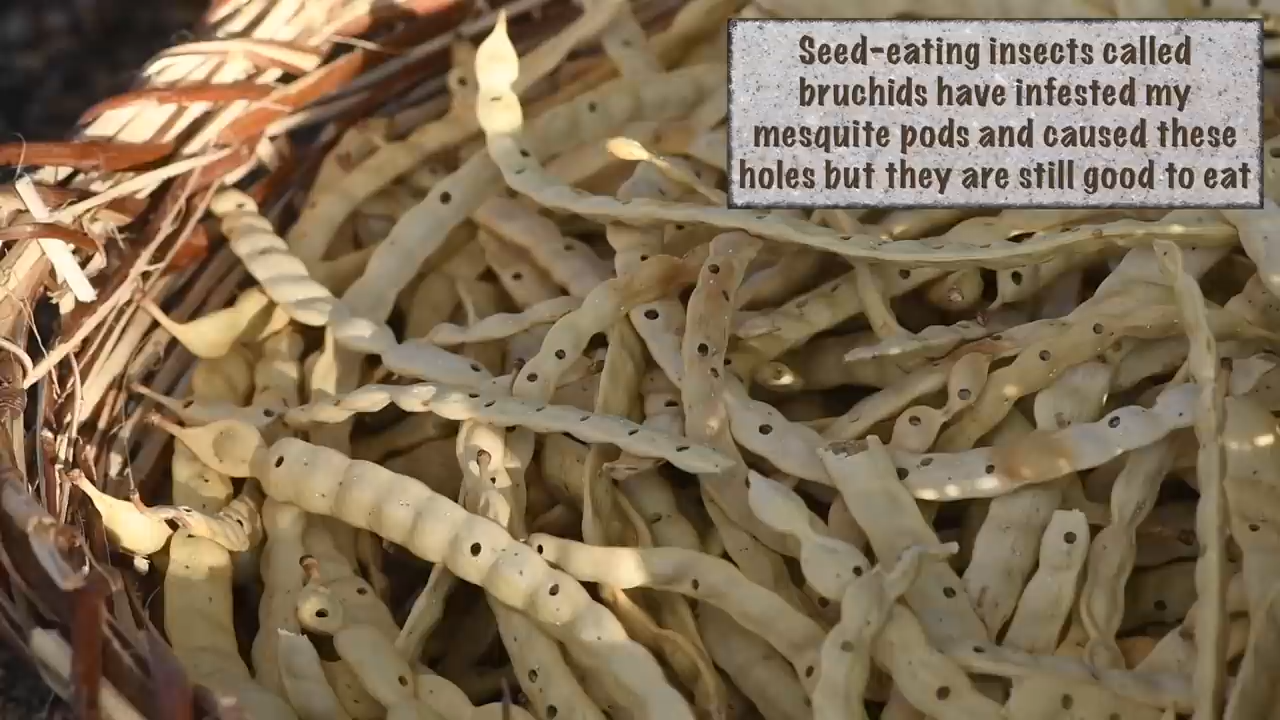 Seed-eating insects called
bruchids have infested my
mesquite pods and caused these
holes but they are still good to eat